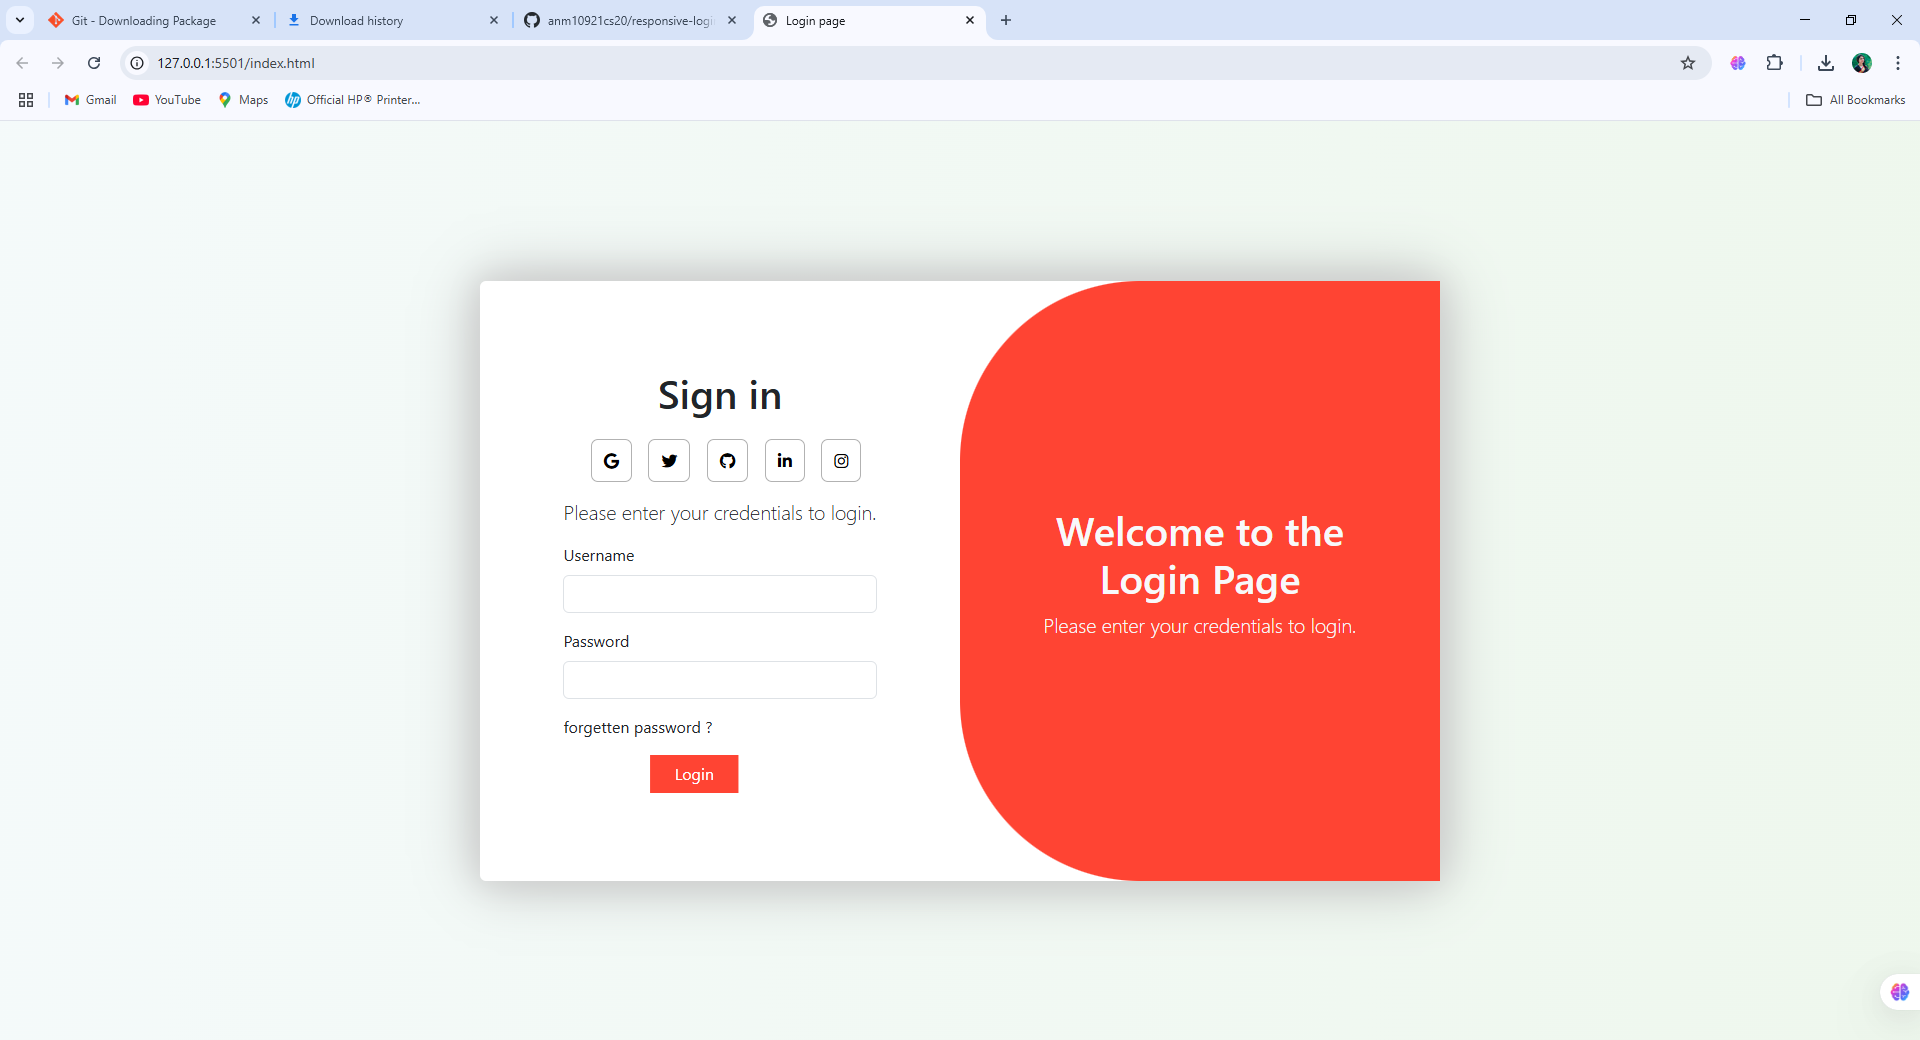 Git - Downloading Package
Download history
anm10921cs20/responsive-logi
Login page
127.0.0.1:5501/index.html
Gmail
YouTube
Maps
Official HP® Printer...
All Bookmarks
Sign in
Please enter your credentials to login.
Username
Password
forgetten password ?
Login
Welcome to the
Login Page
Please enter your credentials to login.